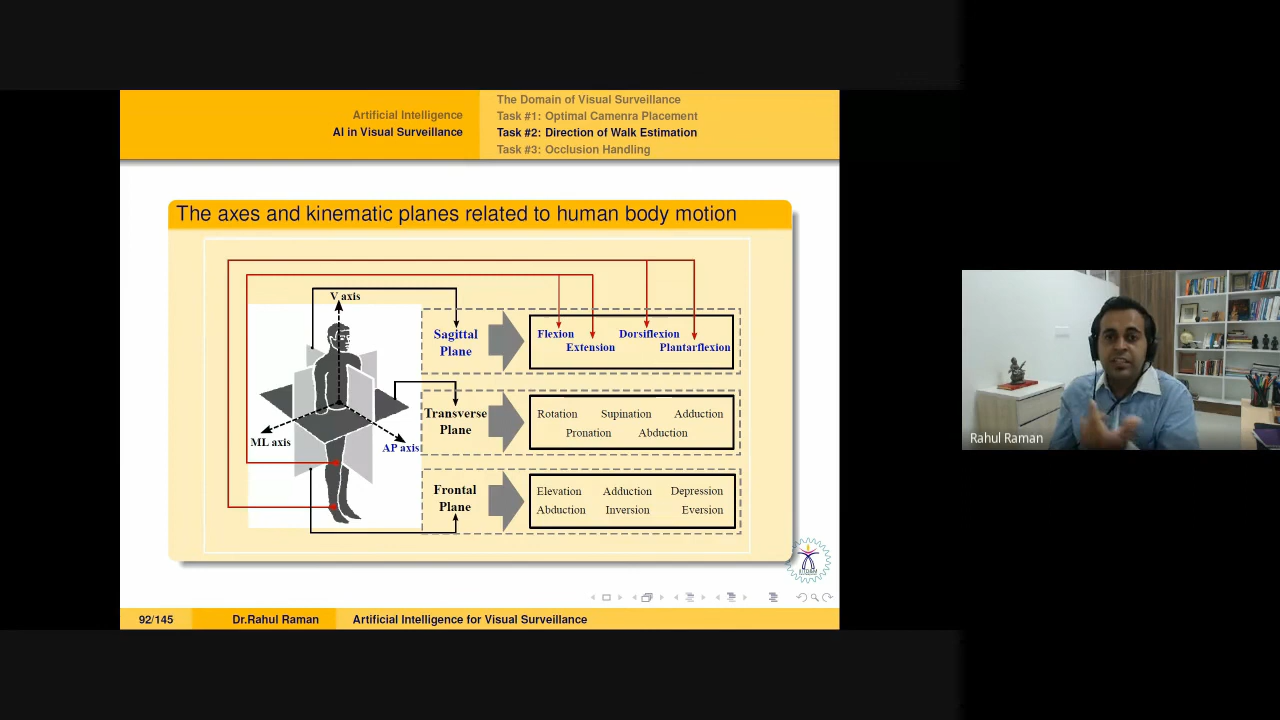 Artificial Intelligence
AI in Visual Surveillance
The Domain of Visual Surveillance
Task #1: Optimal Camenra Placement
Task #2: Direction of Walk Estimation
Task #3: Occlusion Handling
The axes and kinematic planes related to human body motion
V axis
ML axis
AP axis
Sagittal
Plane
Flexion Dorsiflexion
Extension Plantarflexion
Transverse
Plane
Rotation Supination Adduction
Pronation Abduction
Frontal
Plane
Elevation Adduction Depression
Abduction Inversion Eversion
92/145 Dr.Rahul Raman Artificial Intelligence for Visual Surveillance
Rahul Raman